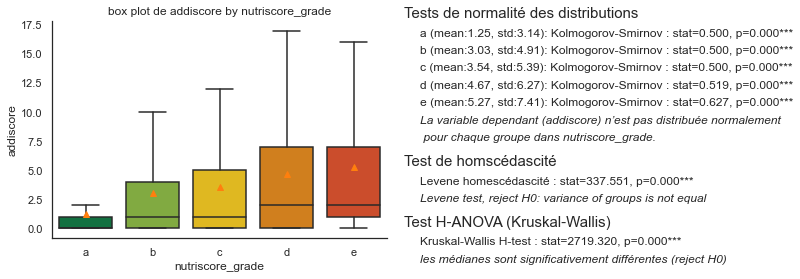 box plot de addiscore by nutriscore_grade
17.5
15.0
12.5
10.0
7.5
5.0
2.5
0.0
addiscore
a b c d e
nutriscore_grade
Tests de normalité des distributions
a (mean:1.25, std:3.14): Kolmogorov-Smirnov : stat=0.500, p=0.000***
b (mean:3.03, std:4.91): Kolmogorov-Smirnov : stat=0.500, p=0.000***
c (mean:3.54, std:5.39): Kolmogorov-Smirnov : stat=0.500, p=0.000***
d (mean:4.67, std:6.27): Kolmogorov-Smirnov : stat=0.519, p=0.000***
e (mean:5.27, std:7.41): Kolmogorov-Smirnov : stat=0.627, p=0.000***
La variable dependant (addiscore) n'est pas distribuée normalement
pour chaque groupe dans nutriscore_grade.
Test de homscédascité
Levene homescédascité : stat=337.551, p=0.000***
Levene test, reject H0: variance of groups is not equal
Test H-ANOVA (Kruskal-Wallis)
Kruskal-Wallis H-test : stat=2719.320, p=0.000***
les médianes sont significativement différentes (reject H0)